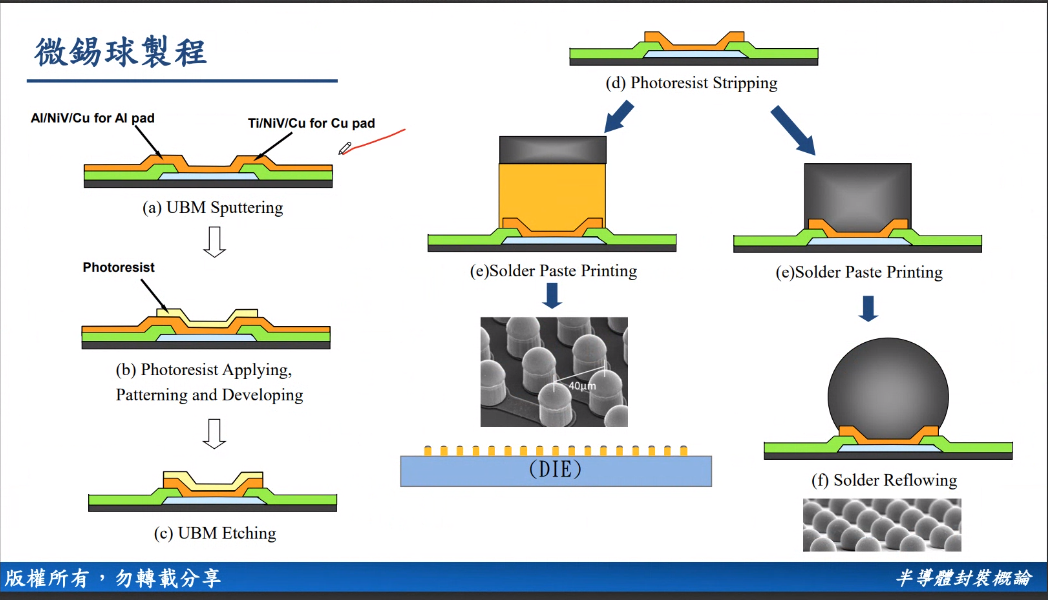 微錫球製程
Al/NiV/Cu for Al pad
Ti/NiV/Cu for Cu pad
(a) UBM Sputtering
Photoresist
(b) Photoresist Applying,
Patterning and Developing
(c) UBM Etching
(d) Photoresist Stripping
(e)Solder Paste Printing
40μm
(DIE)
(e)Solder Paste Printing
(f) Solder Reflowing
版權所有，勿轉載分享
半導體封裝概論